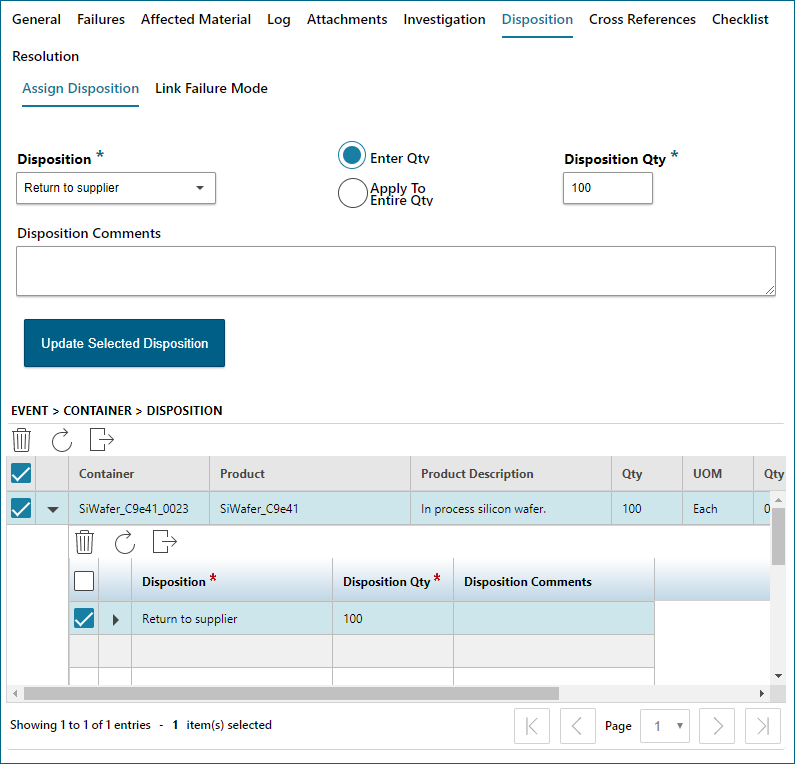 General Failures Affected Material Log Attachments Investigation Disposition Cross References Checklist
Resolution
Assign Disposition Link Failure Mode
Disposition * Enter Qty Disposition Qty *
Return to supplier Apply To Entire Qty 100
Disposition Comments
Update Selected Disposition
EVENT > CONTAINER > DISPOSITION
Container Product Product Description Qty UOM Qty
SiWafer_C9e41_0023 SiWafer_C9e41 In process silicon wafer. 100 Each 0
Disposition * Disposition Qty * Disposition Comments
Return to supplier 100
Showing 1 to 1 of 1 entries - 1 item(s) selected Page 1